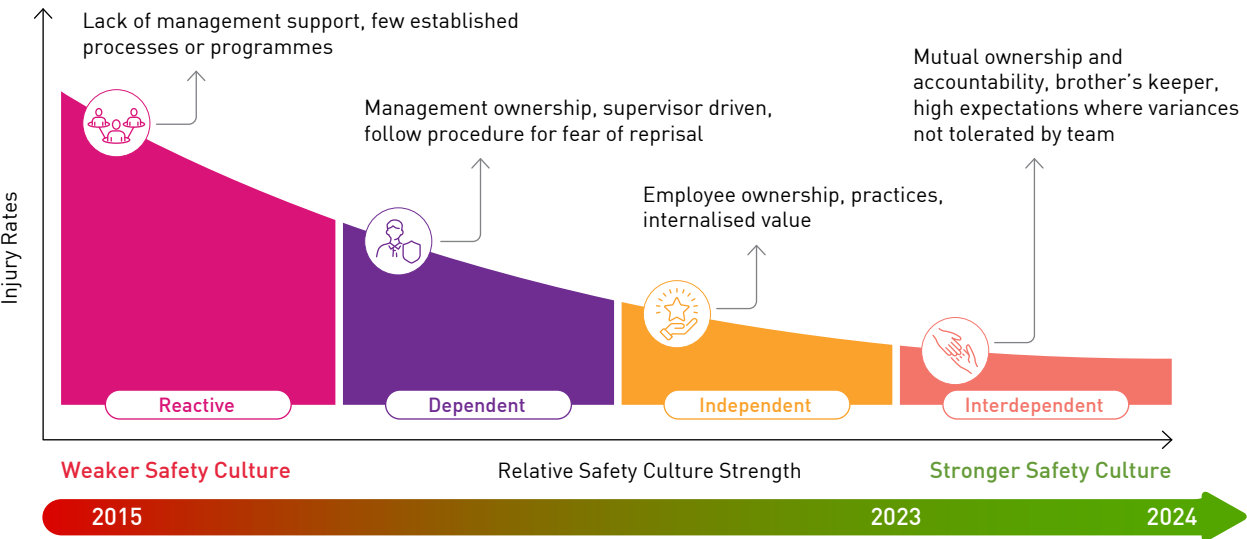 Lack of management support, few established
processes or programmes
Management ownership, supervisor driven,
follow procedure for fear of reprisal
Employee ownership, practices,
internalised value
Mutual ownership and
accountability, brother’s keeper,
high expectations where variances
not tolerated by team
Injury Rates
Reactive
Dependent
Independent
Interdependent
Weaker Safety Culture
Relative Safety Culture Strength
Stronger Safety Culture
2015
2023
2024